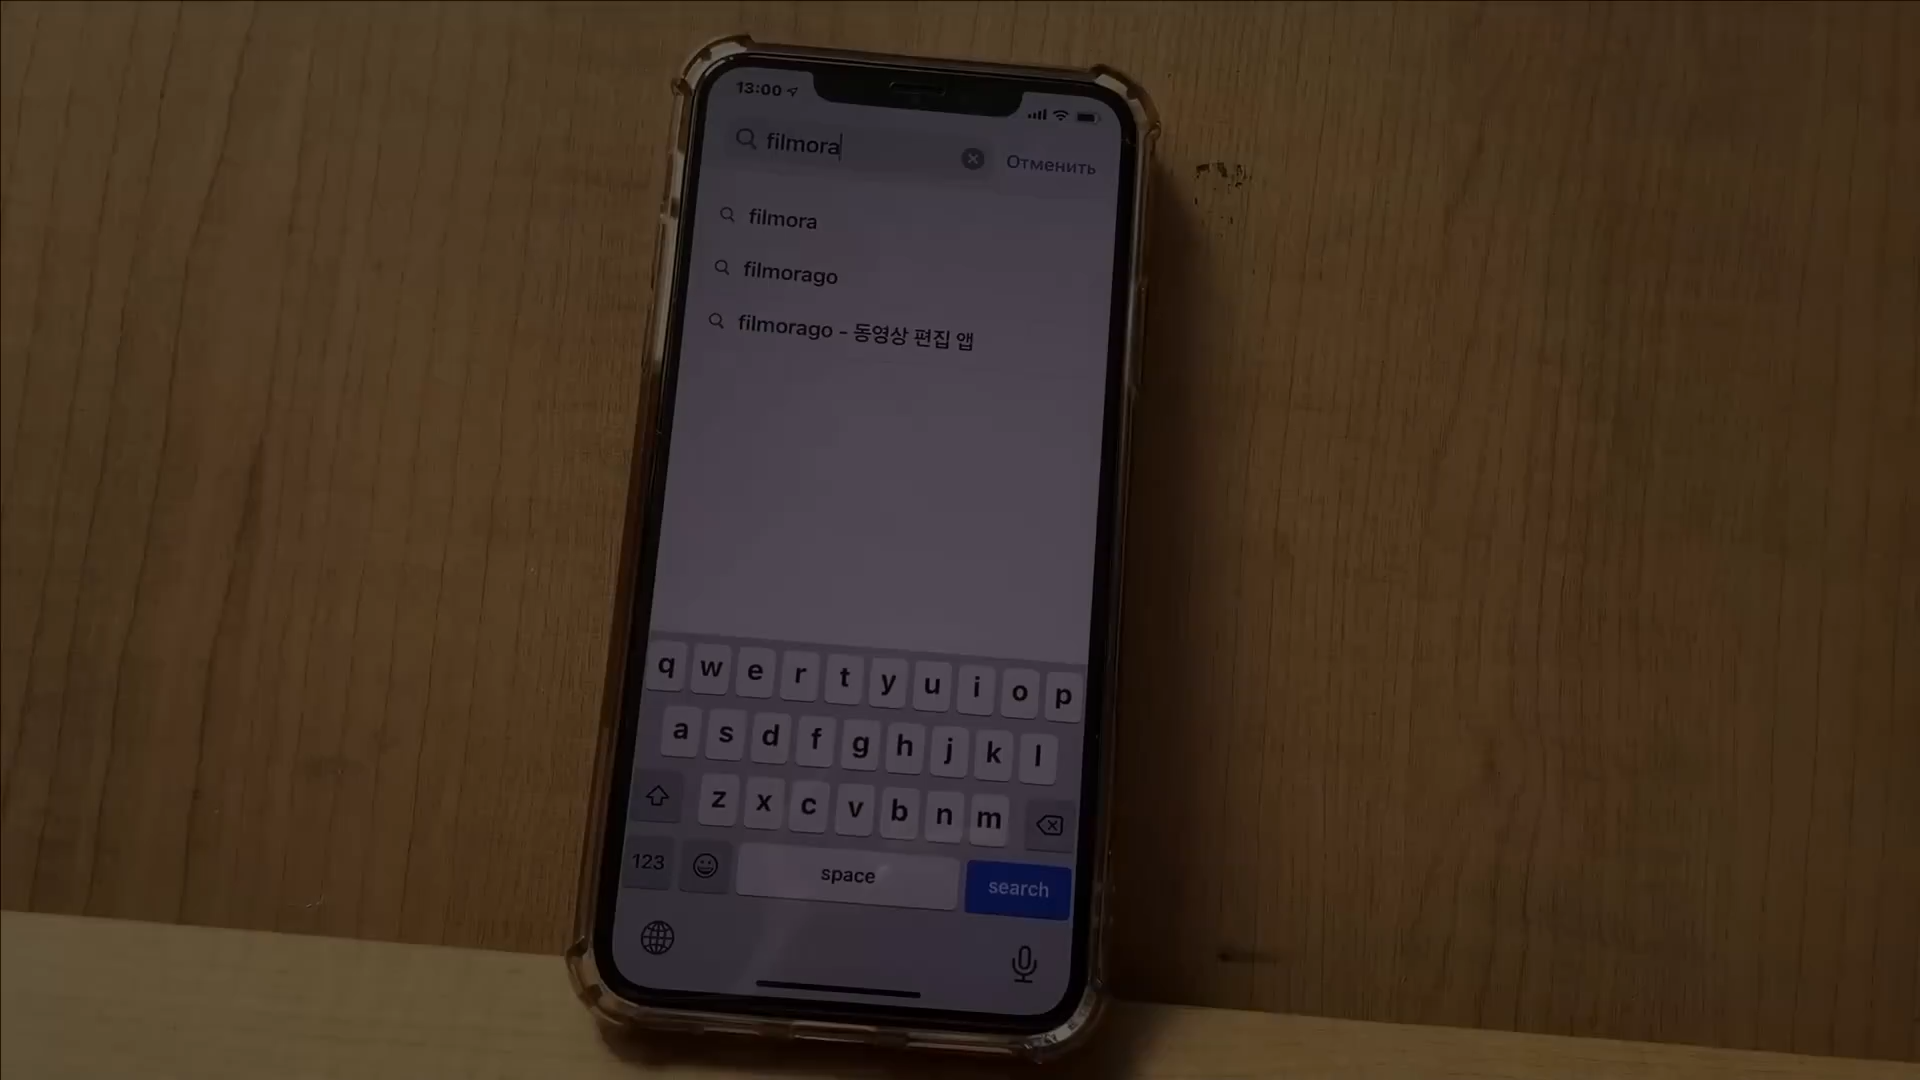 13:00
filmora
Отменить
filmora
filmorago
filmorago - 동영상 편집 앱
q w e r t y u i o p
a s d f g h j k l
z x c v b n m
123 space search